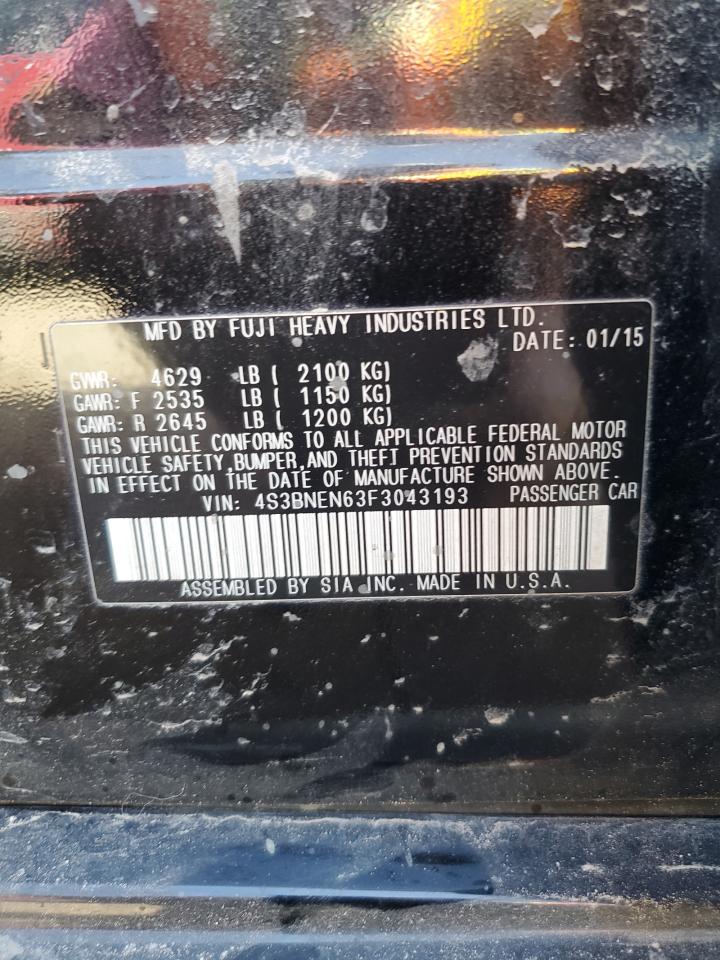 MFD BY FUJI HEAVY INDUSTRIES LTD.
DATE: 01/15
GVWR: 4629 LB ( 2100 KG)
GAWR: F 2535 LB ( 1150 KG)
GAWR: R 2645 LB ( 1200 KG)
THIS VEHICLE CONFORMS TO ALL APPLICABLE FEDERAL MOTOR
VEHICLE SAFETY,BUMPER,AND THEFT PREVENTION STANDARDS
IN EFFECT ON THE DATE OF MANUFACTURE SHOWN ABOVE.
VIN: 4S3BNEN63F3043193 PASSENGER CAR
ASSEMBLED BY SIA INC. MADE IN U.S.A.